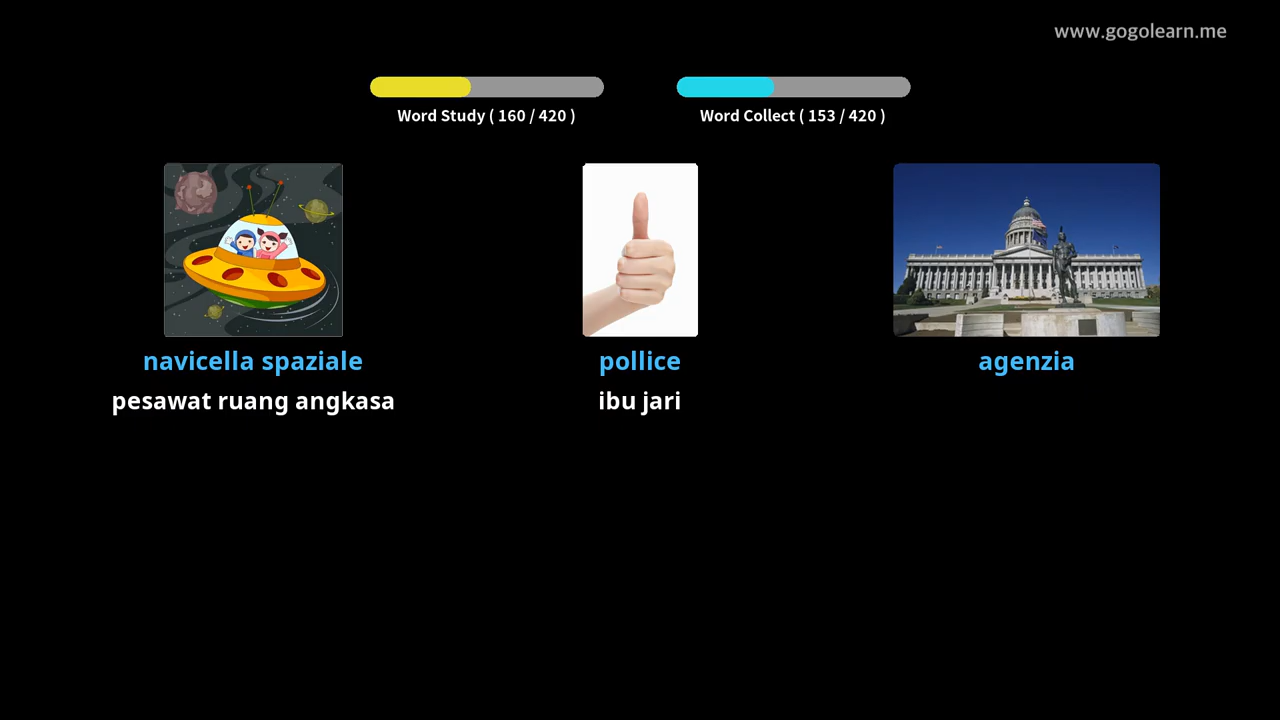 www.gogolearn.me
Word Study ( 160 / 420 )
Word Collect ( 153 / 420 )
navicella spaziale
pollice
agenzia
pesawat ruang angkasa
ibu jari